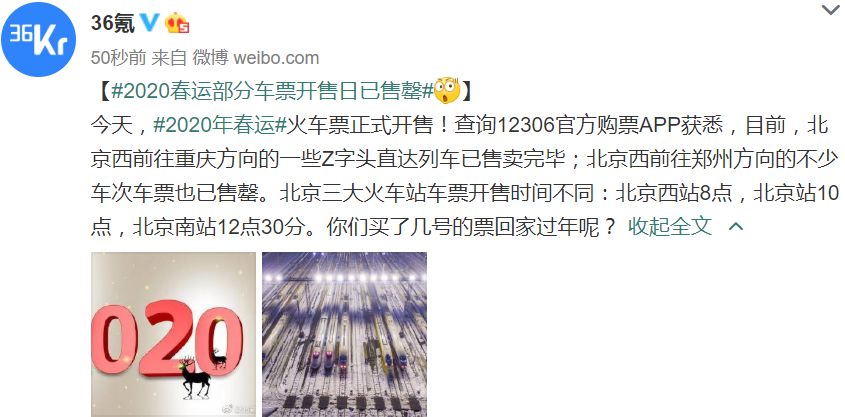 36Kr
36氪
50秒前 来自 微博 weibo.com
【#2020春运部分车票开售日已售罄#】
今天，#2020年春运#火车票正式开售！查询12306官方购票APP获悉，目前，北
京西前往重庆方向的一些Z字头直达列车已售卖完毕；北京西前往郑州方向的不少
车次车票也已售罄。北京三大火车站车票开售时间不同：北京西站8点，北京站10
点，北京南站12点30分。你们买了几号的票回家过年呢？ 收起全文
020